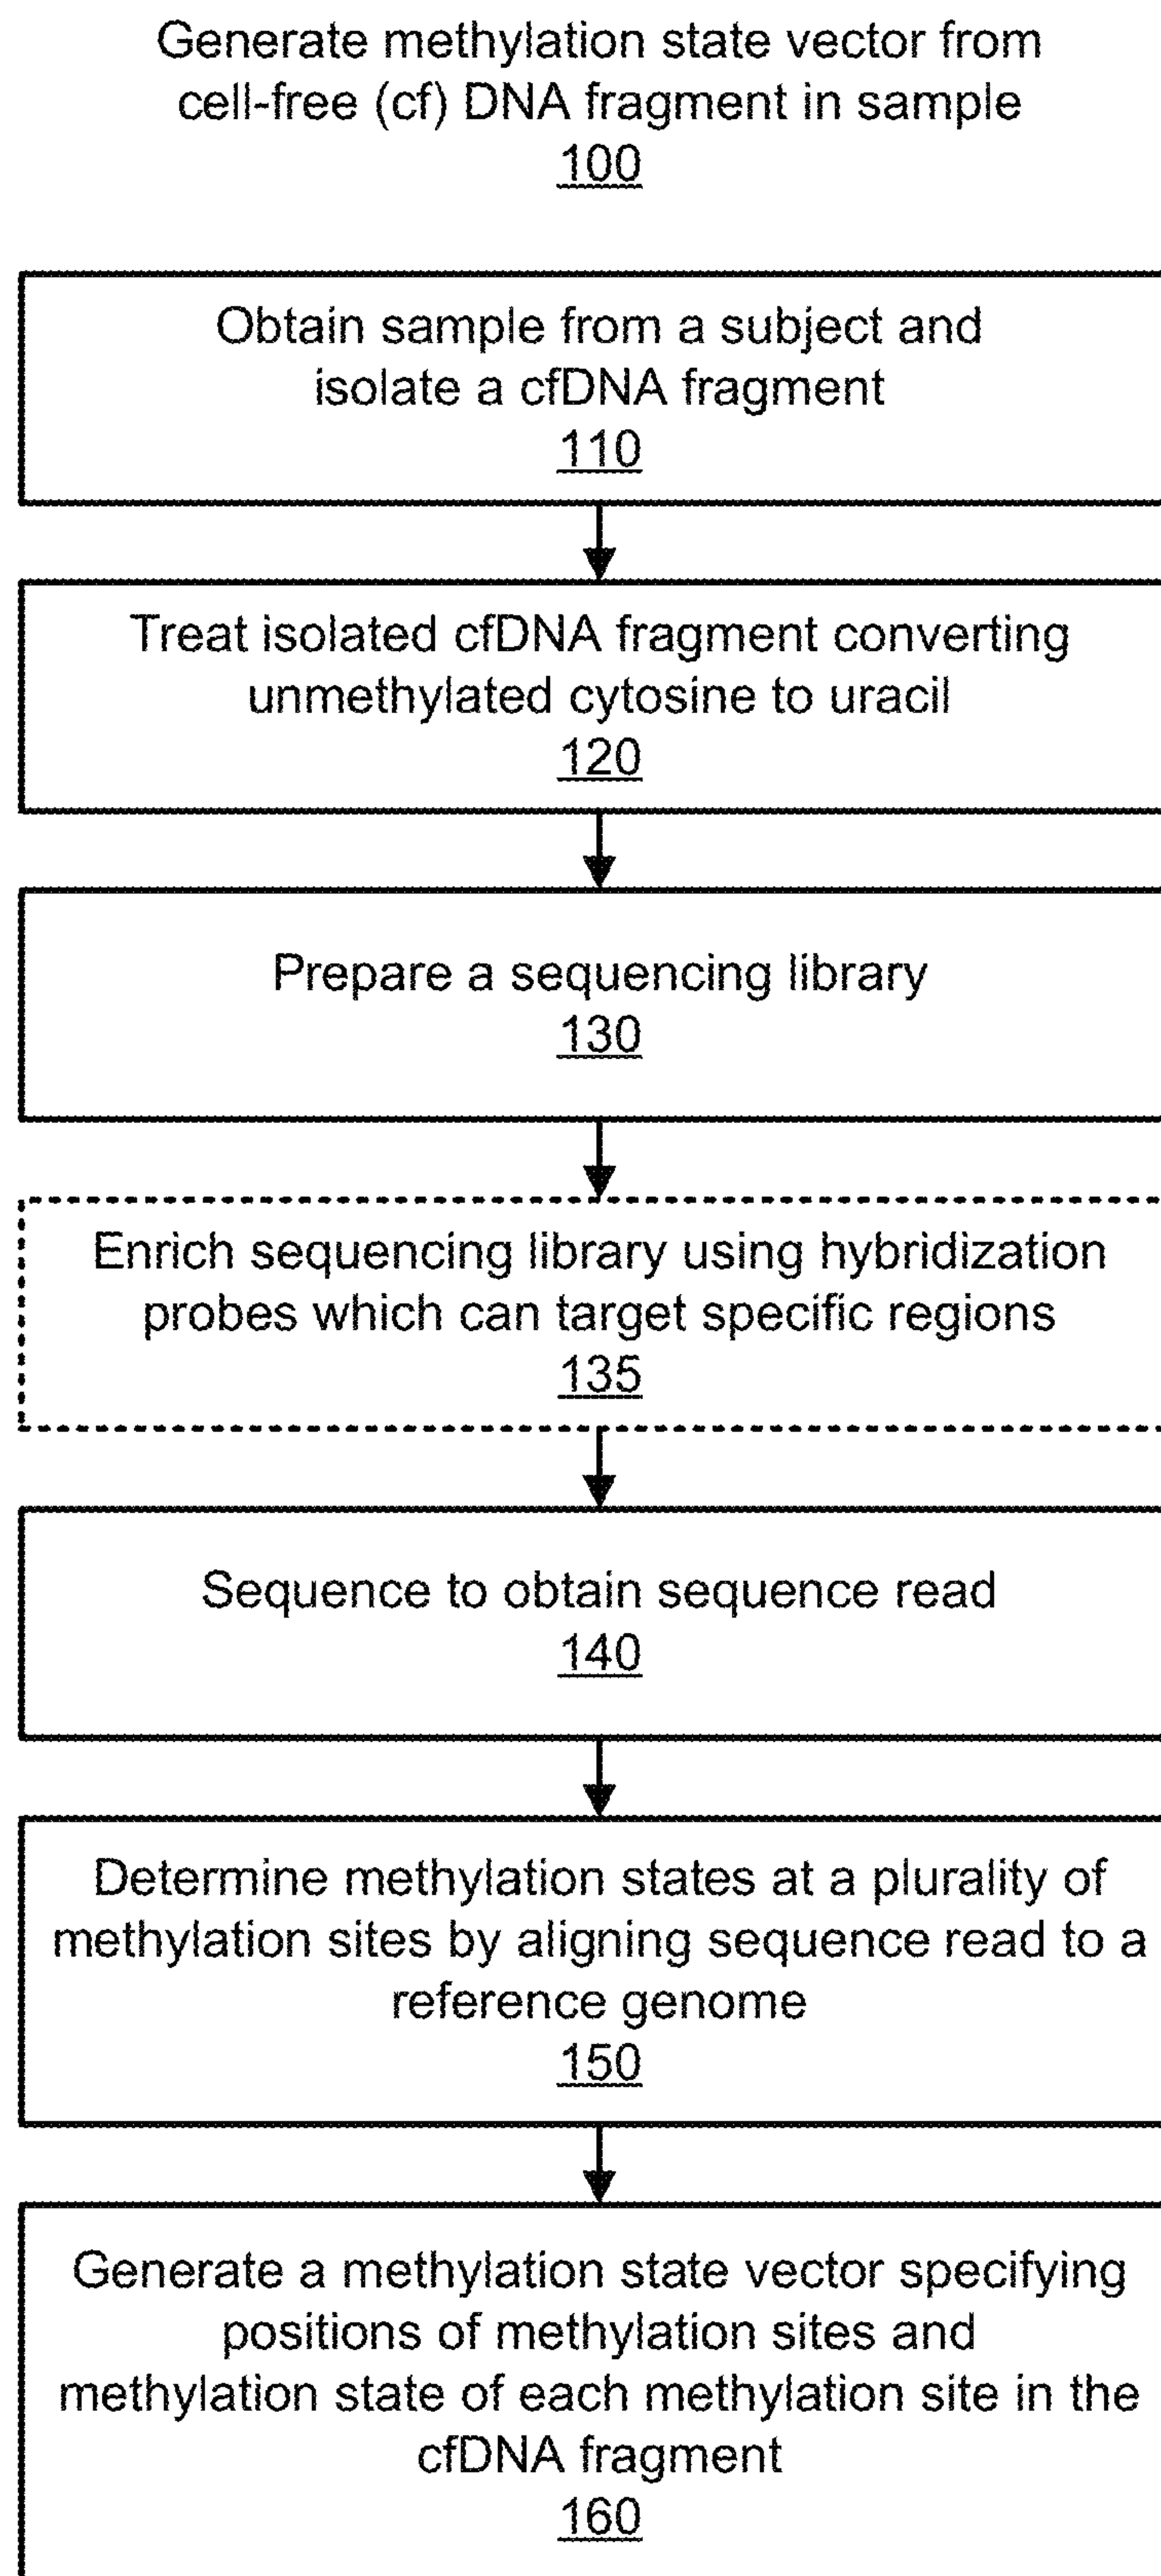 Generate methylation state vector from
cell-free (cf) DNA fragment in sample
100
Obtain sample from a subject and
isolate a cfDNA fragment
110
Treat isolated cfDNA fragment converting
unmethylated cytosine to uracil
120
Prepare a sequencing library
130
Enrich sequencing library using hybridization
probes which can target specific regions
135
Sequence to obtain sequence read
140
Determine methylation states at a plurality of
methylation sites by aligning sequence read to a
reference genome
150
Generate a methylation state vector specifying
positions of methylation sites and
methylation state of each methylation site in the
cfDNA fragment
160